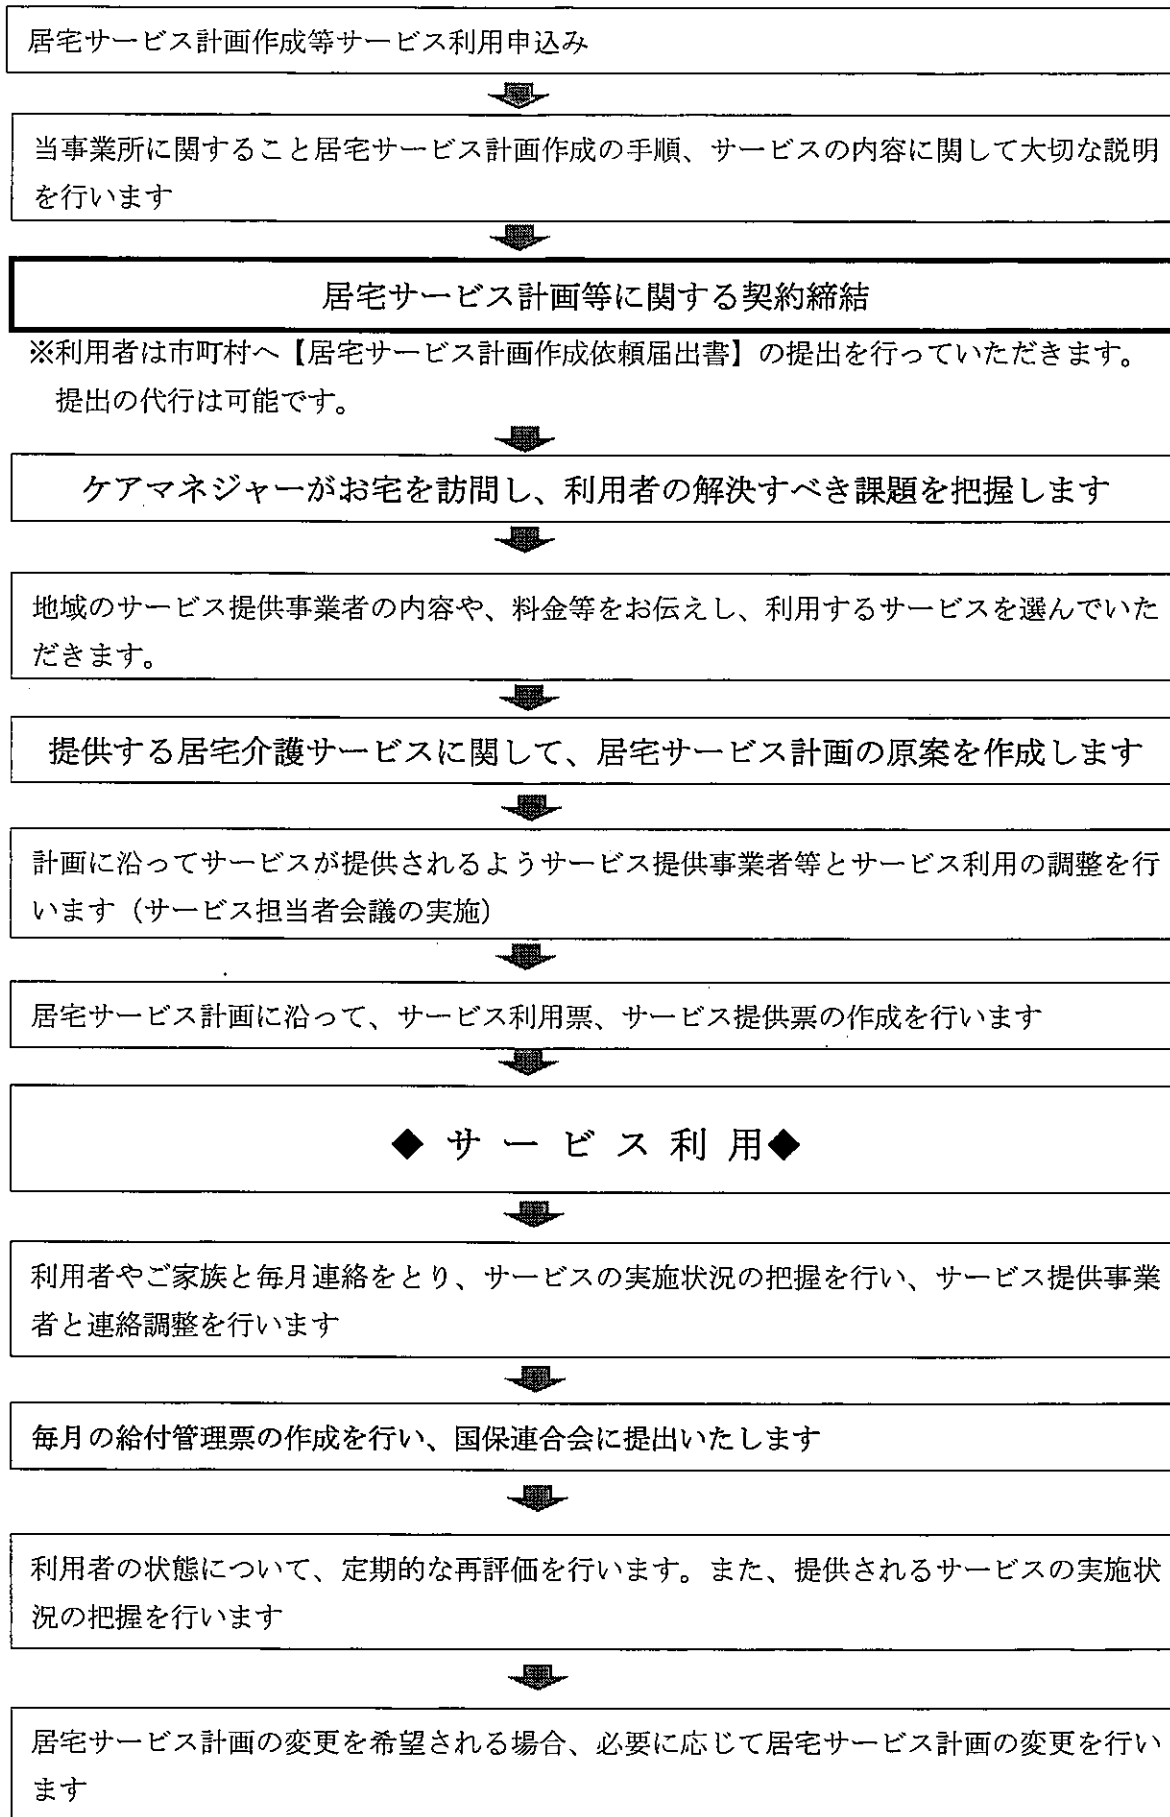 居宅サービス計画作成等サービス利用申込み
当事業所に関すること居宅サービス計画作成の手順、サービスの内容に関して大切な説明
を行います
居宅サービス計画等に関する契約締結
※利用者は市町村へ【居宅サービス計画作成依頼届出書】の提出を行っていただきます。
提出の代行は可能です。
ケアマネジャーがお宅を訪問し、利用者の解決すべき課題を把握します
地域のサービス提供事業者の内容や、料金等をお伝えし、利用するサービスを選んでいた
だきます。
提供する居宅介護サービスに関して、居宅サービス計画の原案を作成します
計画に沿ってサービスが提供されるようサービス提供事業者等とサービス利用の調整を行
います（サービス担当者会議の実施）
居宅サービス計画に沿って、サービス利用票、サービス提供票の作成を行います
◆ サ ー ビ ス 利 用◆
利用者やご家族と毎月連絡をとり、サービスの実施状況の把握を行い、サービス提供事業
者と連絡調整を行います
毎月の給付管理票の作成を行い、国保連合会に提出いたします
利用者の状態について、定期的な再評価を行います。また、提供されるサービスの実施状
況の把握を行います
居宅サービス計画の変更を希望される場合、必要に応じて居宅サービス計画の変更を行い
ます